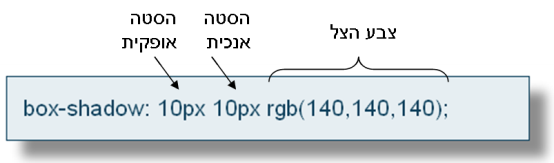 צבע הצל
הסטה
אנכית
הסטה
אופקית
box-shadow: 10px 10px rgb(140,140,140);